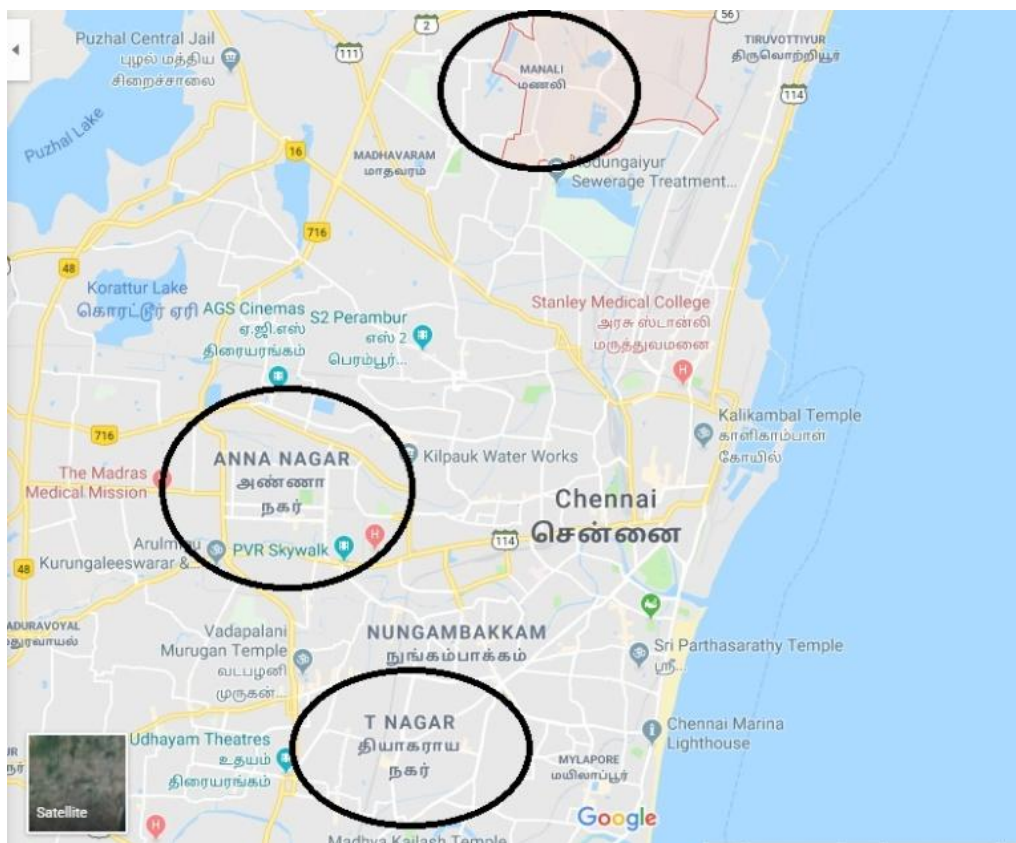 56
2
Puzhal Central Jail
புழல் மத்திய
சிறைச்சாலை
111
TIRUVOTTIYUR
திருவொற்றியூர்
MANALI
மணலி
114
Puzhal Lake
16
MADHAVARAM
மாதவரம்
Kodungaiyur
Sewerage Treatment...
716
48
Korattur Lake
கொரட்டூர் ஏரி
AGS Cinemas
ஏ.ஜி.எஸ்
திரையரங்கம்
S2 Perambur
எஸ் 2
பெரம்பூர்...
Stanley Medical College
அரசு ஸ்டான்லி
மருத்துவமனை
H
Kalikambal Temple
காளிகாம்பாள்
கோயில்
716
ANNA NAGAR
அண்ணா
நகர்
Kilpauk Water Works
The Madras
Medical Mission
Chennai
சென்னை
114
H
PVR Skywalk
Arulmigu
Kurungaleeswarar &...
48
NUNGAMBAKKAM
நுங்கம்பாக்கம்
Vadapalani
Murugan Temple
வடபழனி
முருகன்...
Sri Parthasarathy Temple
ஸ்ரீ...
T NAGAR
தியாகராய
நகர்
Chennai Marina
Lighthouse
Udhayam Theatres
உதயம்
திரையரங்கம்
MYLAPORE
மயிலாப்பூர்
Satellite
H
Google
Madhya Kailash Temple